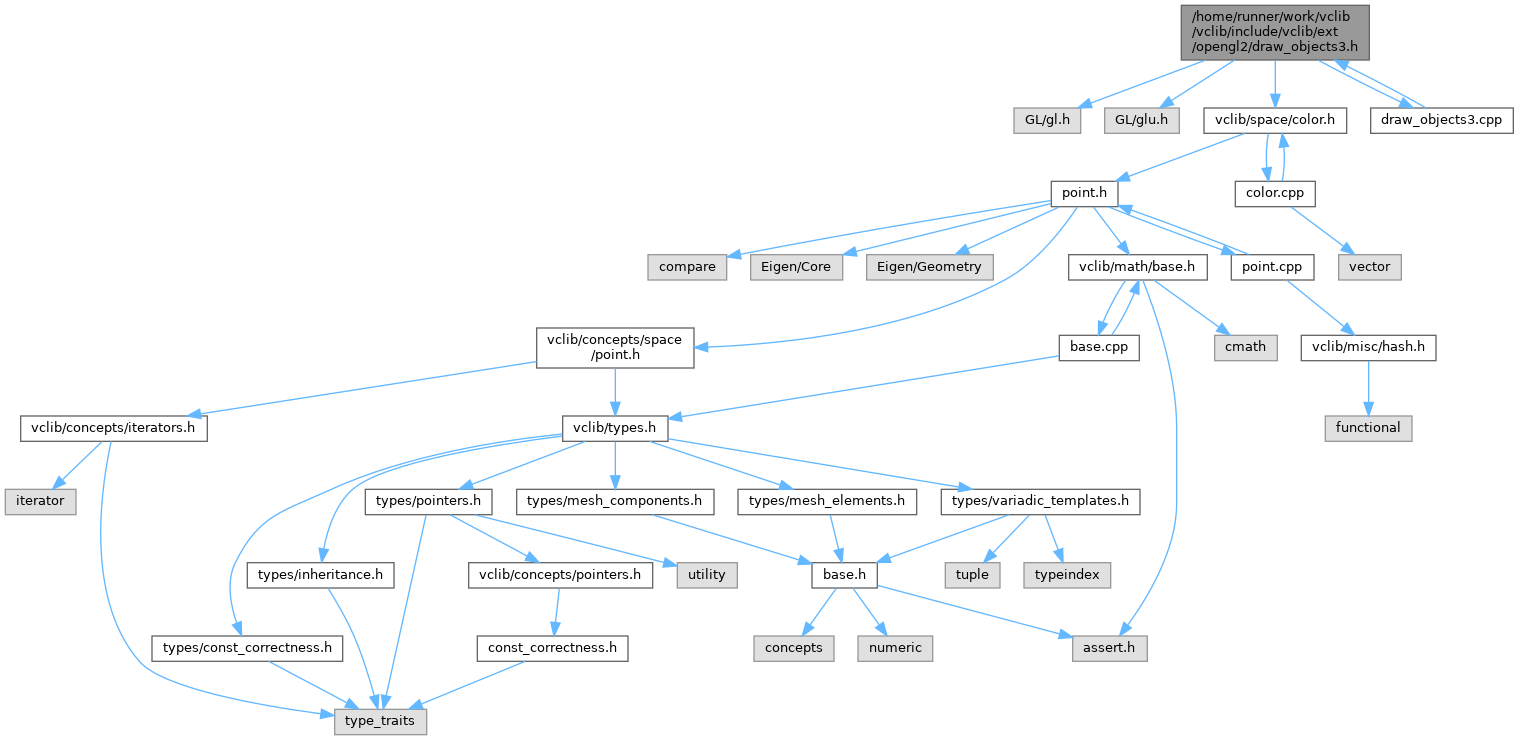 /home/runner/work/vclib
/vclib/include/vclib/ext
/opengl2/draw_objects3.h
GL/gl.h
GL/glu.h
vclib/space/color.h
draw_objects3.cpp
point.h
color.cpp
compare
Eigen/Core
Eigen/Geometry
vclib/math/base.h
point.cpp
vector
vclib/concepts/space
/point.h
base.cpp
cmath
vclib/misc/hash.h
vclib/concepts/iterators.h
vclib/types.h
functional
iterator
types/pointers.h
types/mesh_components.h
types/mesh_elements.h
types/variadic_templates.h
types/inheritance.h
vclib/concepts/pointers.h
utility
base.h
tuple
typeindex
types/const_correctness.h
const_correctness.h
concepts
numeric
assert.h
type_traits